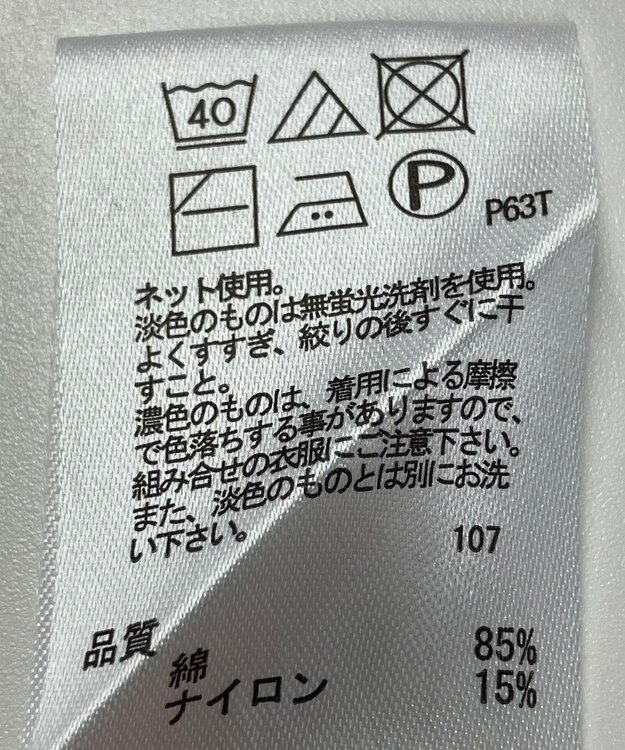 40
P
P63T
ネット使用。
淡色のものは無蛍光洗剤を使用。
よくすすぎ、絞りの後すぐに干
すこと。
濃色のものは、着用による摩擦
で色落ちする事がありますので、
組み合せの衣服にご注意下さい。
また、淡色のものとは別にお洗
い下さい。
107
品質
綿 85%
ナイロン 15%